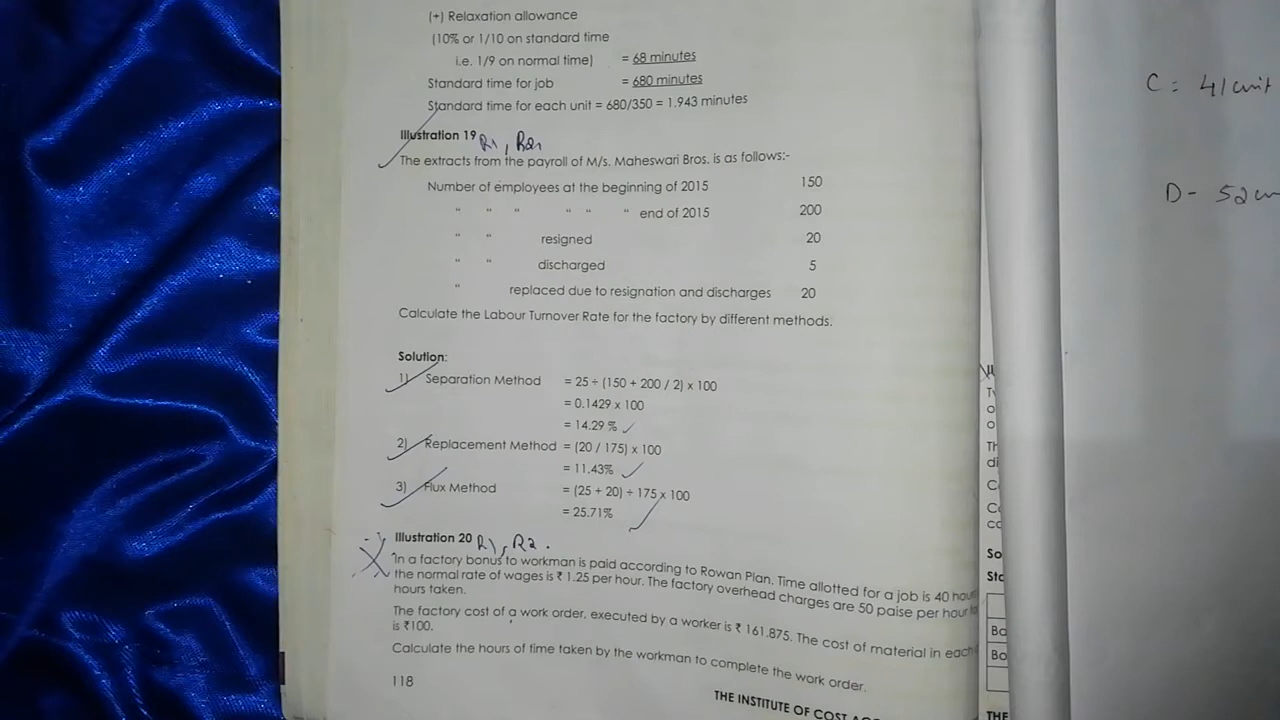 (+) Relaxation allowance
(10% or 1/10 on standard time
i.e. 1/9 on normal time) = 68 minutes
Standard time for job = 680 minutes
Standard time for each unit = 680/350 = 1.943 minutes
Illustration 19 R1, R2
The extracts from the payroll of M/s. Maheswari Bros. is as follows:-
Number of employees at the beginning of 2015 150
" " " " " " end of 2015 200
" " resigned 20
" " discharged 5
" replaced due to resignation and discharges 20
Calculate the Labour Turnover Rate for the factory by different methods.
Solution:
1) Separation Method = 25 ÷ (150 + 200 / 2) x 100
= 0.1429 x 100
= 14.29 %
2) Replacement Method = (20 / 175) x 100
= 11.43%
3) Flux Method = (25 + 20) ÷ 175 x 100
= 25.71%
Illustration 20 R1, R2.
In a factory bonus to workman is paid according to Rowan Plan. Time allotted for a job is 40
the normal rate of wages is ₹ 1.25 per hour. The factory overhead charges are 50 paise per hour
hours taken.
The factory cost of a work order, executed by a worker is ₹ 161.875. The cost of material in each
is ₹100.
Calculate the hours of time taken by the workman to complete the work order.
118
THE INSTITUTE OF COST
C = 4/unit
D - 52
So
Ba
Bo
THE